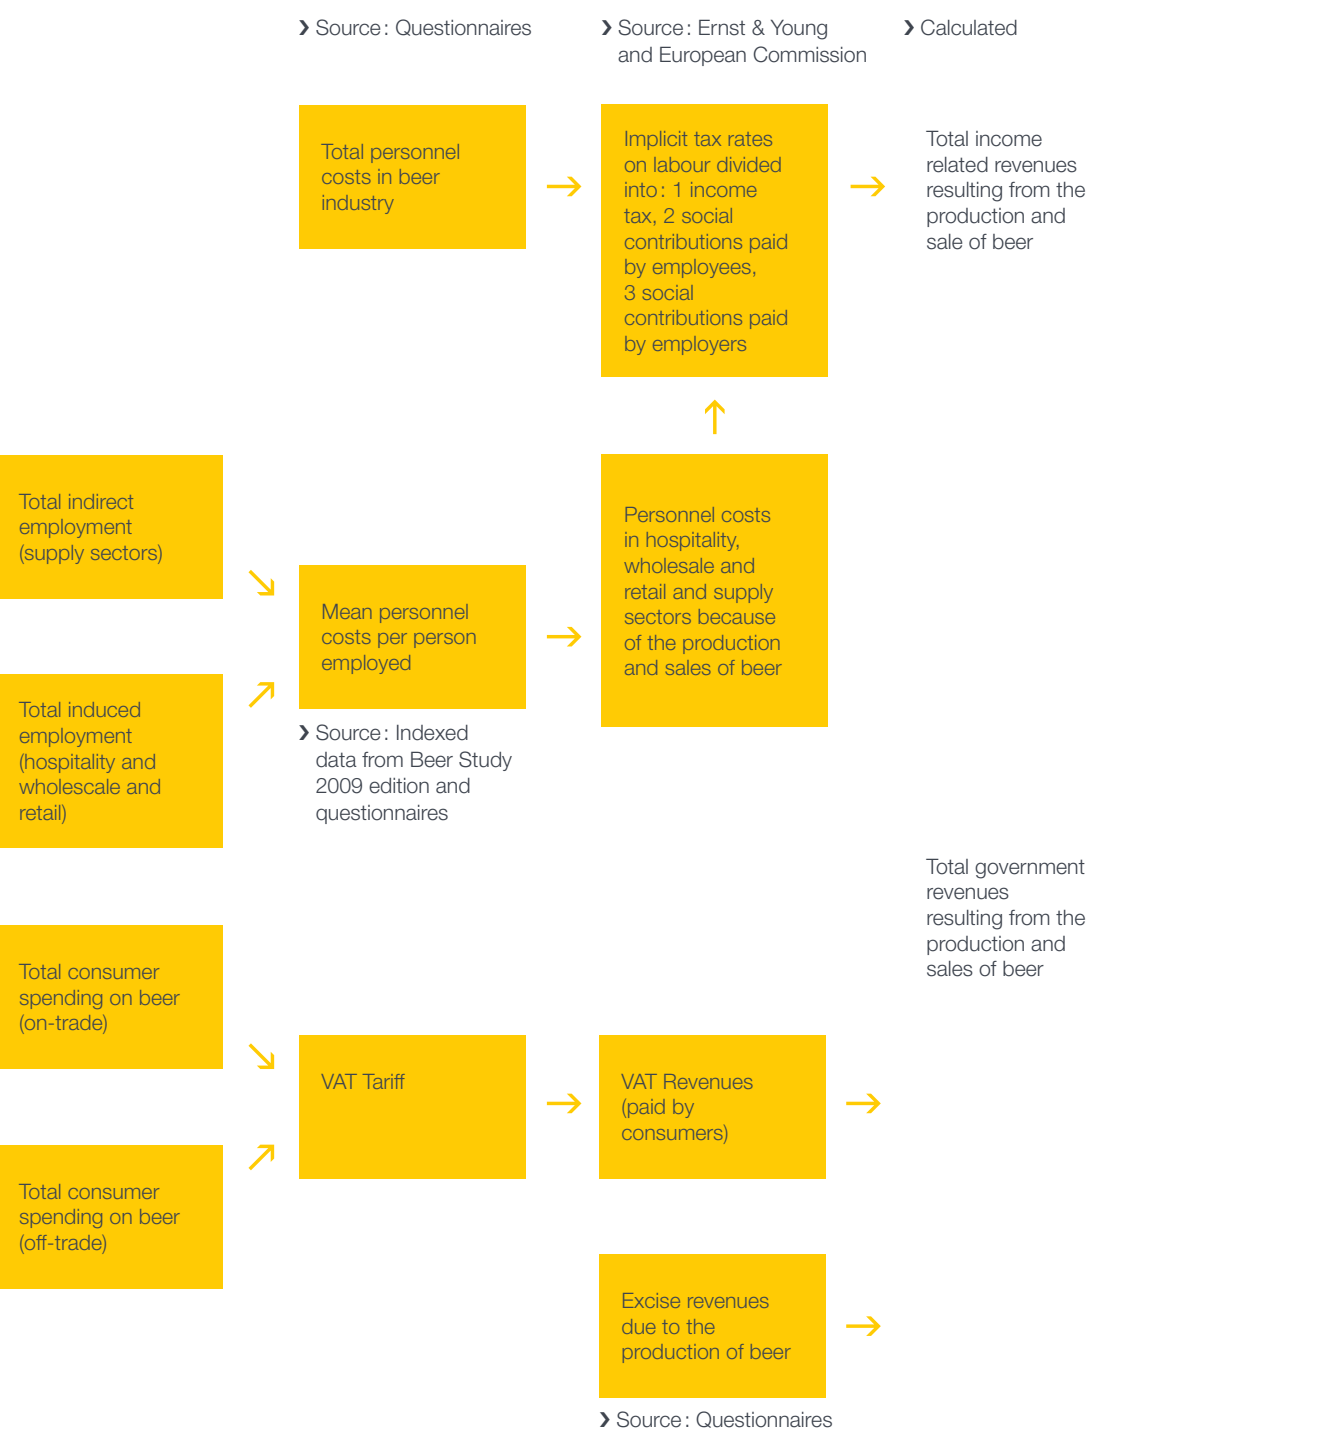 › Source: Questionnaires
› Source: Ernst & Young
and European Commission
› Calculated
Total personnel
costs in beer
industry
Implicit tax rates
on labour divided
into: 1 income
tax, 2 social
contributions paid
by employees,
3 social
contributions paid
by employers
Total income
related revenues
resulting from the
production and
sale of beer
Total indirect
employment
(supply sectors)
Total induced
employment
(hospitality and
wholescale and
retail)
Mean personnel
costs per person
employed
› Source: Indexed
data from Beer Study
2009 edition and
questionnaires
Personnel costs
in hospitality,
wholesale and
retail and supply
sectors because
of the production
and sales of beer
Total government
revenues
resulting from the
production and
sales of beer
Total consumer
spending on beer
(on-trade)
Total consumer
spending on beer
(off-trade)
VAT Tariff
VAT Revenues
(paid by
consumers)
Excise revenues
due to the
production of beer
› Source: Questionnaires